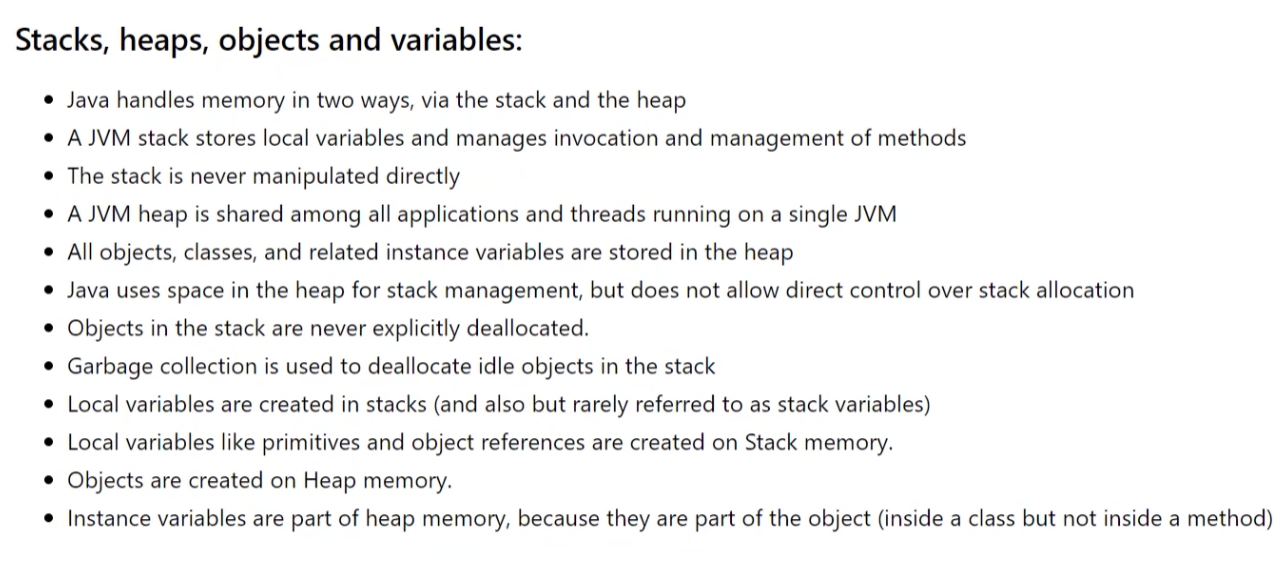 Stacks, heaps, objects and variables:
• Java handles memory in two ways, via the stack and the heap
• A JVM stack stores local variables and manages invocation and management of methods
• The stack is never manipulated directly
• A JVM heap is shared among all applications and threads running on a single JVM
• All objects, classes, and related instance variables are stored in the heap
• Java uses space in the heap for stack management, but does not allow direct control over stack allocation
• Objects in the stack are never explicitly deallocated.
• Garbage collection is used to deallocate idle objects in the stack
• Local variables are created in stacks (and also but rarely referred to as stack variables)
• Local variables like primitives and object references are created on Stack memory.
• Objects are created on Heap memory.
• Instance variables are part of heap memory, because they are part of the object (inside a class but not inside a method)